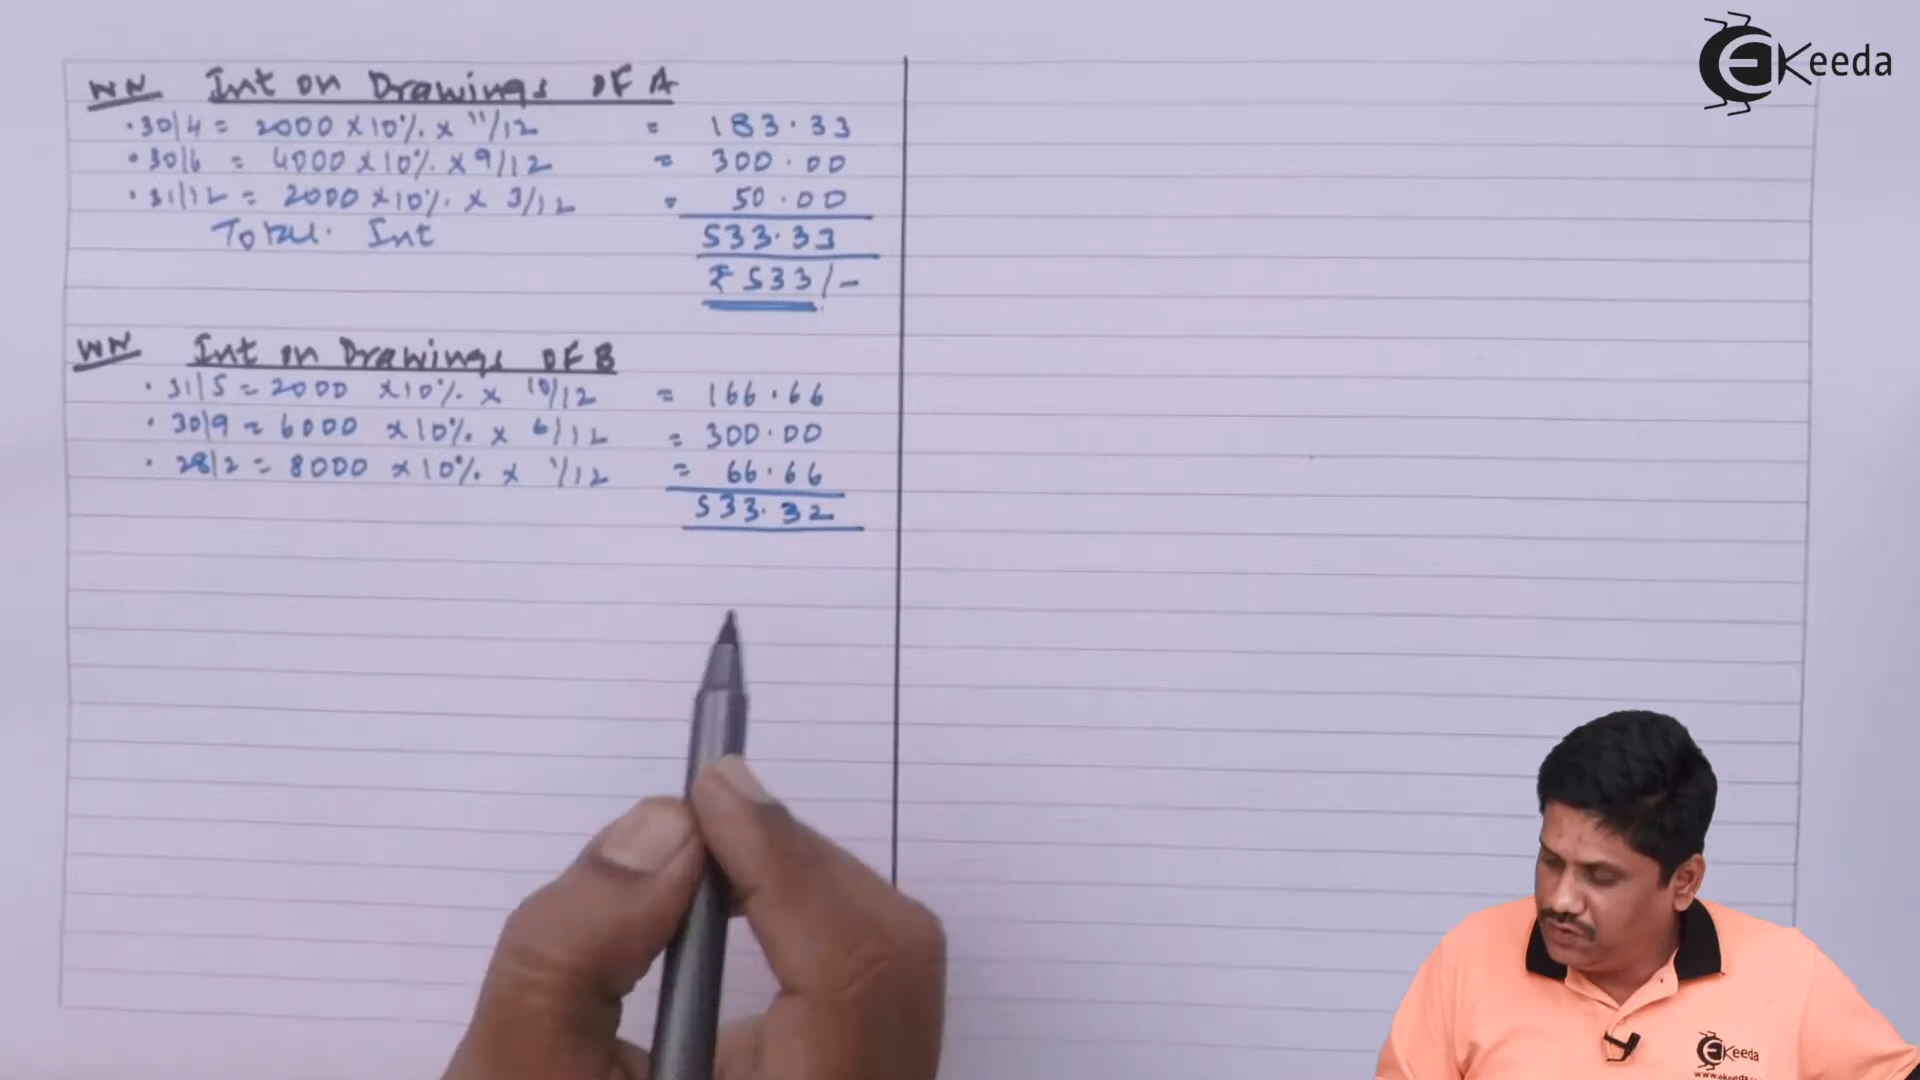 WN Int on Drawings OF A
· 30/4 = 2000 × 10% × 11/12 = 183.33
· 30/6 = 4000 × 10% × 9/12 = 300.00
· 31/12 = 2000 × 10% × 3/12 = 50.00
Total Int 533.33
₹ 533/-
WN Int on Drawings OF B
· 31/5 = 2000 × 10% × 10/12 = 166.66
· 30/9 = 6000 × 10% × 6/12 = 300.00
· 28/2 = 8000 × 10% × 1/12 = 66.66
533.32
EKeeda
EKeeda